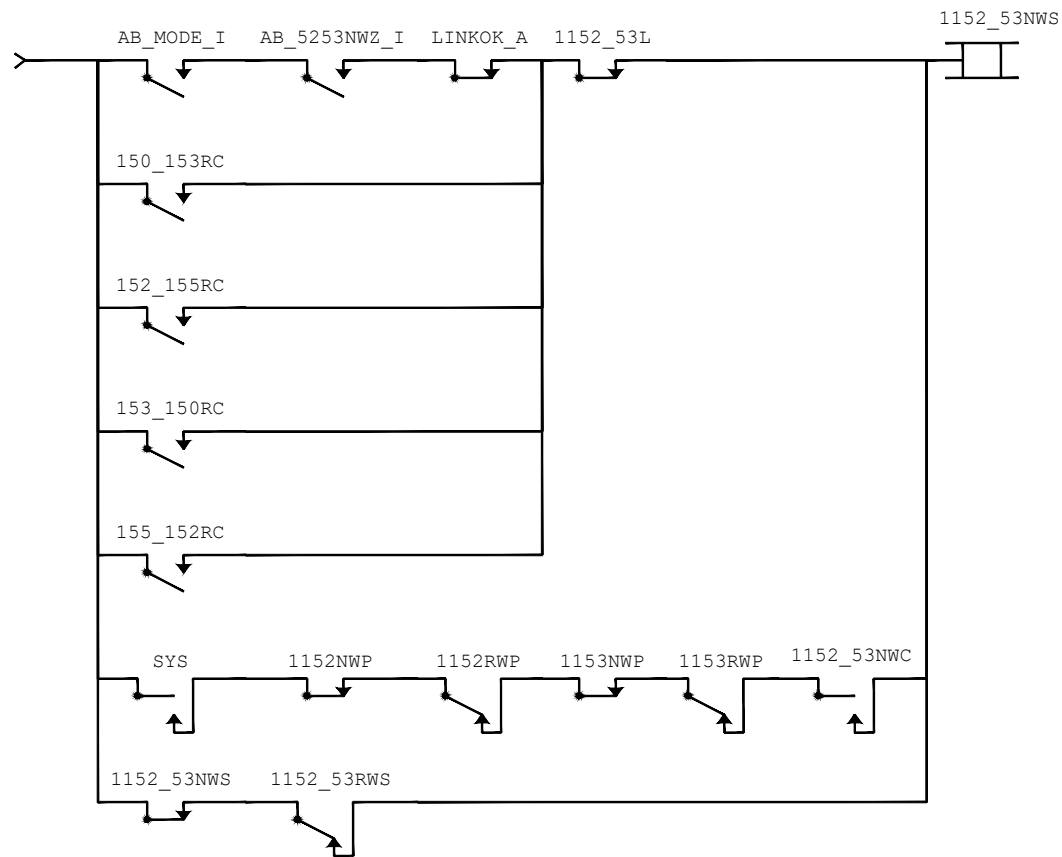 1152_53NWS
AB_MODE_I AB_5253NWZ_I LINKOK_A 1152_53L
150_153RC
152_155RC
153_150RC
155_152RC
SYS 1152NWP 1152RWP 1153NWP 1153RWP 1152_53NWC
1152_53NWS 1152_53RWS